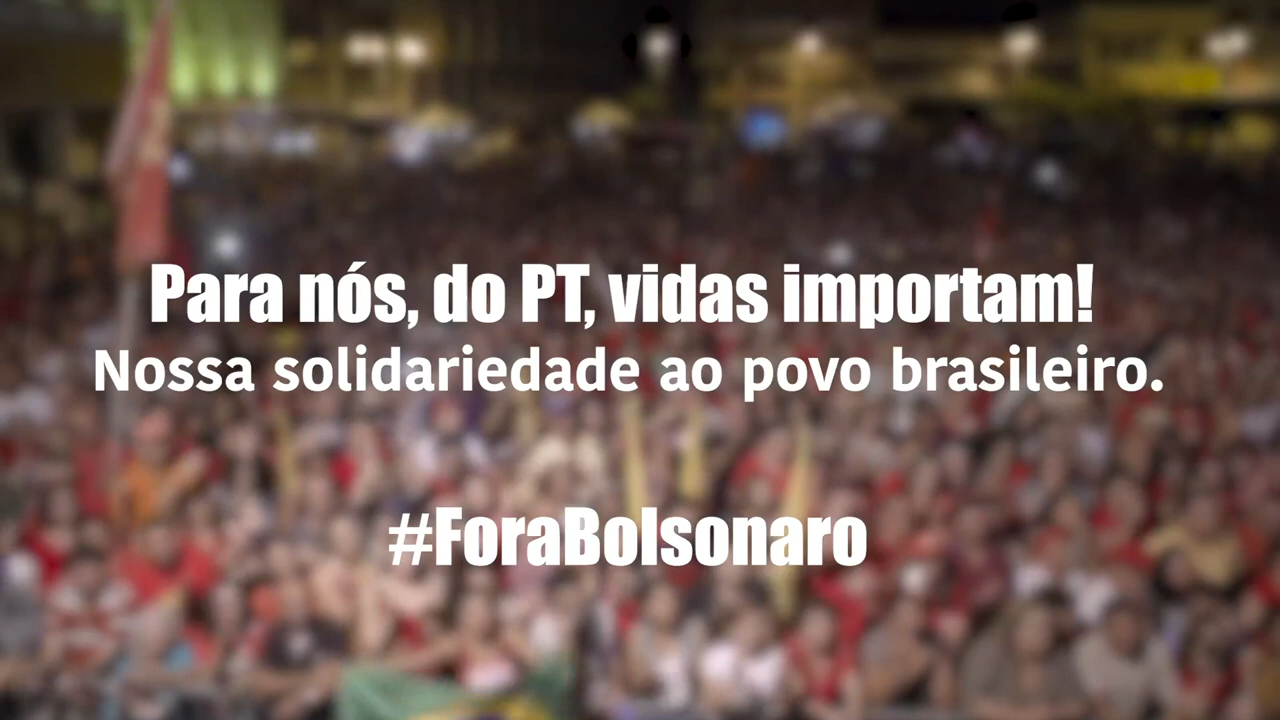 Para nós, do PT, vidas importam!
Nossa solidariedade ao povo brasileiro.
#ForaBolsonaro